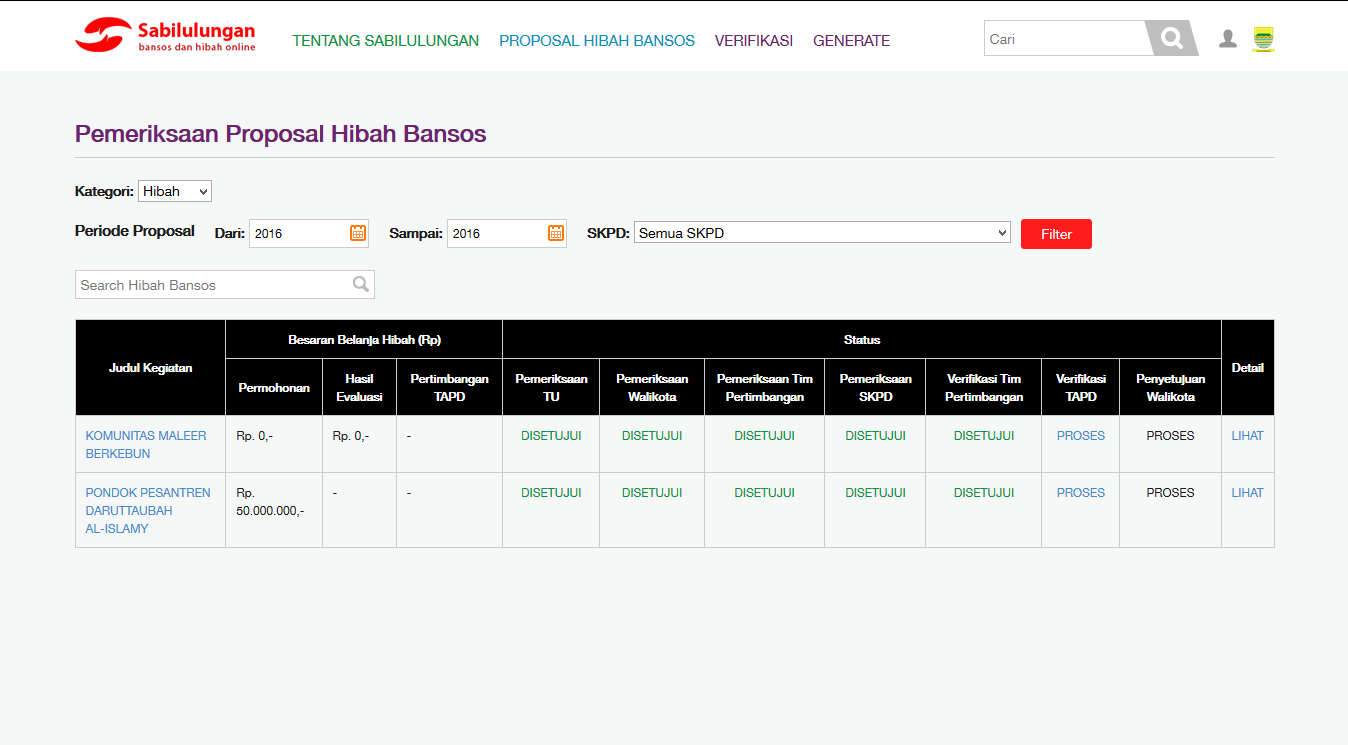 Sabilulungan
bansos dan hibah online
TENTANG SABILULUNGAN PROPOSAL HIBAH BANSOS VERIFIKASI GENERATE
Cari
Pemeriksaan Proposal Hibah Bansos
Kategori: Hibah
Periode Proposal Dari: 2016 Sampai: 2016 SKPD: Semua SKPD Filter
Search Hibah Bansos
Judul Kegiatan
Besaran Belanja Hibah (Rp)
Status
Detail
Permohonan
Hasil
Evaluasi
Pertimbangan
TAPD
Pemeriksaan
TU
Pemeriksaan
Walikota
Pemeriksaan Tim
Pertimbangan
Pemeriksaan
SKPD
Verifikasi Tim
Pertimbangan
Verifikasi
TAPD
Penyetujuan
Walikota
KOMUNITAS MALEER
BERKEBUN
Rp. 0,- Rp. 0,- - DISETUJUI DISETUJUI DISETUJUI DISETUJUI DISETUJUI PROSES PROSES LIHAT
PONDOK PESANTREN
DARUTTAUBAH
AL-ISLAMY
Rp.
50.000.000,-
- - DISETUJUI DISETUJUI DISETUJUI DISETUJUI DISETUJUI PROSES PROSES LIHAT